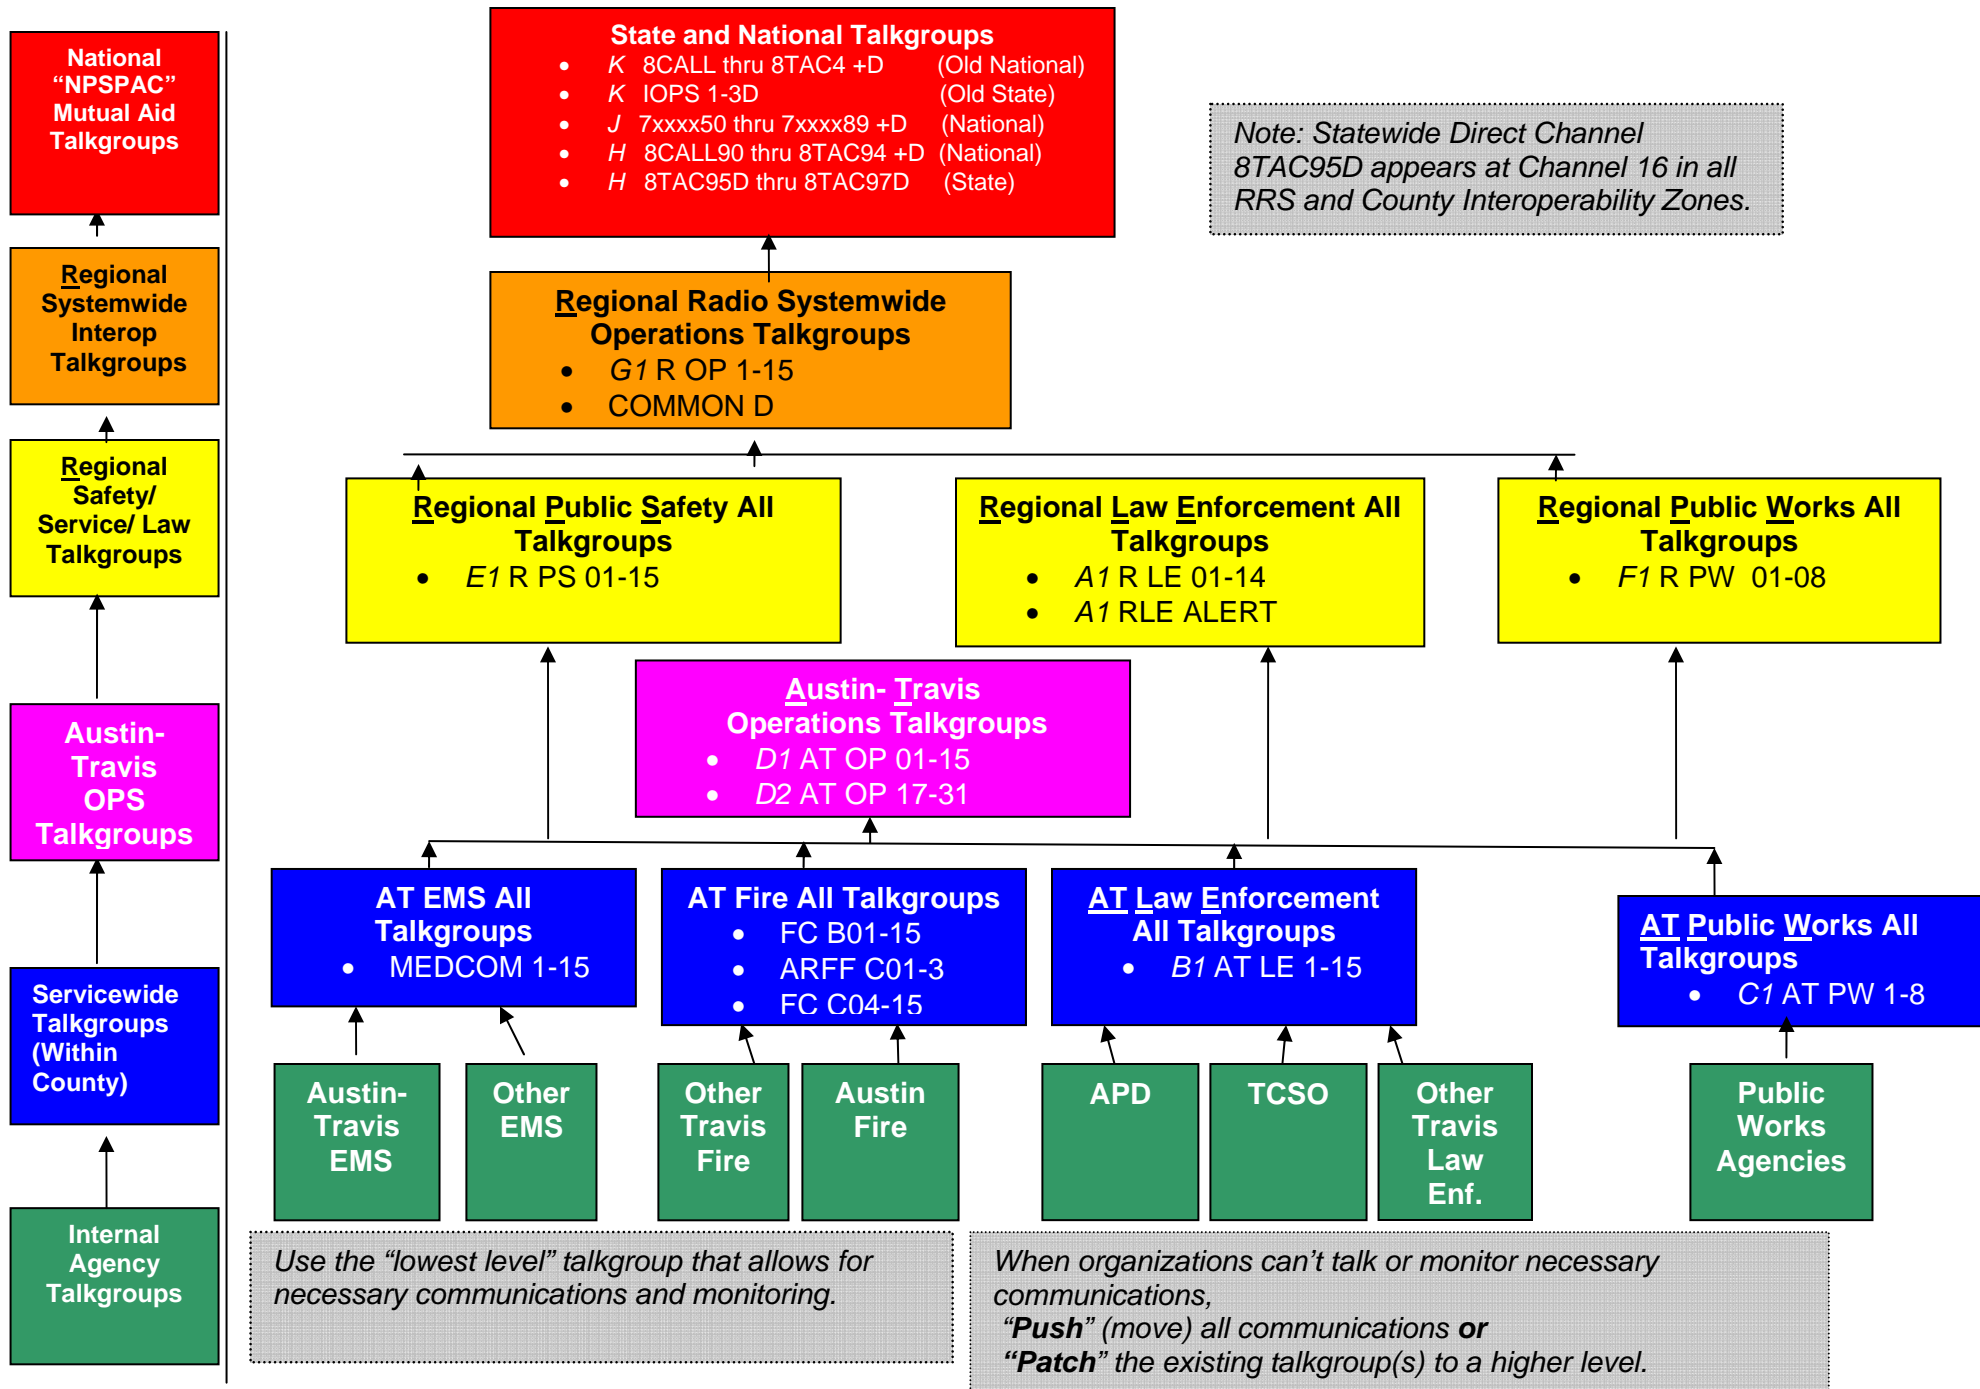 National
“NPSPAC”
Mutual Aid
Talkgroups
Regional
Systemwide
Interop
Talkgroups
Regional
Safety/
Service/ Law
Talkgroups
Austin-
Travis
OPS
Talkgroups
Servicewide
Talkgroups
(Within
County)
Internal
Agency
Talkgroups
State and National Talkgroups
• K 8CALL thru 8TAC4 +D (Old National)
• K IOPS 1-3D (Old State)
• J 7xxxx50 thru 7xxxx89 +D (National)
• H 8CALL90 thru 8TAC94 +D (National)
• H 8TAC95D thru 8TAC97D (State)
Note: Statewide Direct Channel
8TAC95D appears at Channel 16 in all
RRS and County Interoperability Zones.
Regional Radio Systemwide
Operations Talkgroups
• G1 R OP 1-15
• COMMON D
Regional Public Safety All
Talkgroups
• E1 R PS 01-15
Regional Law Enforcement All
Talkgroups
• A1 R LE 01-14
• A1 RLE ALERT
Regional Public Works All
Talkgroups
• F1 R PW 01-08
Austin- Travis
Operations Talkgroups
• D1 AT OP 01-15
• D2 AT OP 17-31
AT EMS All
Talkgroups
• MEDCOM 1-15
AT Fire All Talkgroups
• FC B01-15
• ARFF C01-3
• FC C04-15
AT Law Enforcement
All Talkgroups
• B1 AT LE 1-15
AT Public Works All
Talkgroups
• C1 AT PW 1-8
Austin-
Travis
EMS
Other
EMS
Other
Travis
Fire
Austin
Fire
APD
TCSO
Other
Travis
Law
Enf.
Public
Works
Agencies
Use the “lowest level” talkgroup that allows for
necessary communications and monitoring.
When organizations can’t talk or monitor necessary
communications,
“Push” (move) all communications or
“Patch” the existing talkgroup(s) to a higher level.